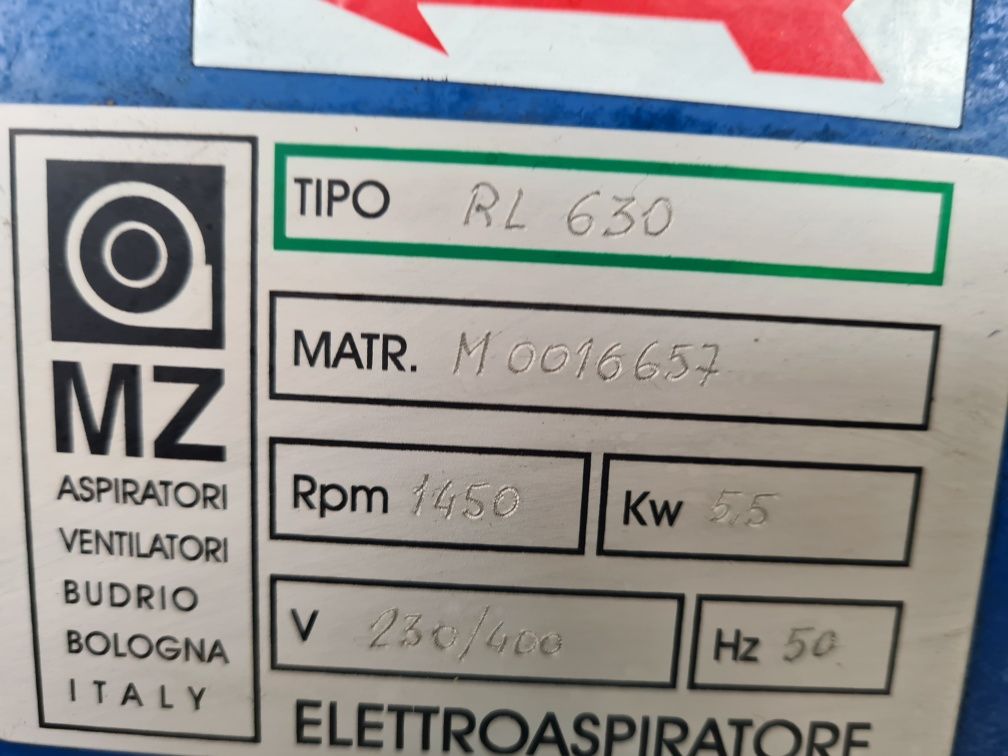 MZ
ASPIRATORI
VENTILATORI
BUDRIO
BOLOGNA
ITALY
TIPO RL 630
MATR. M0016657
Rpm 1450
Kw 5,5
V 230/400
Hz 50
ELETTROASPIRATORE